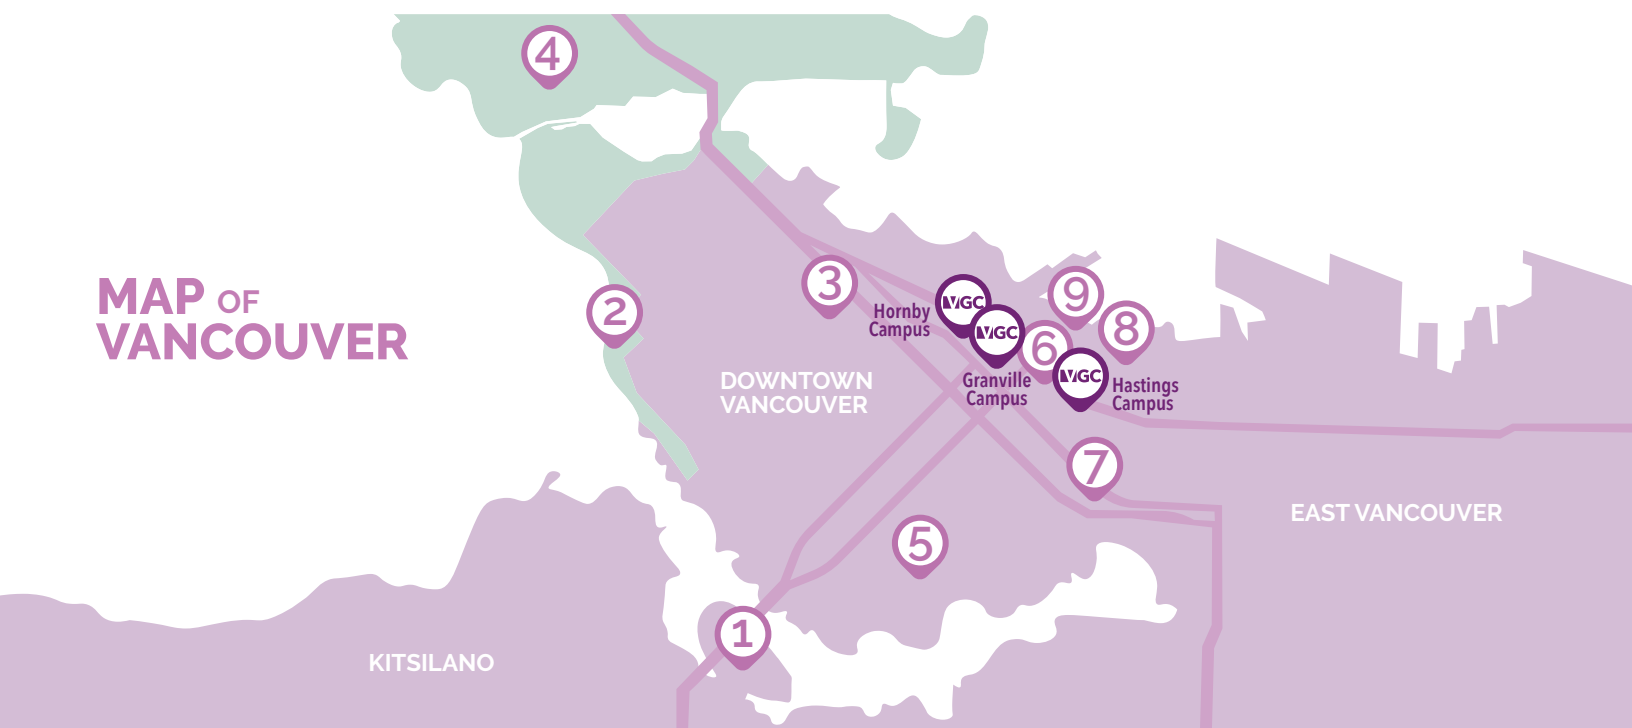 4
MAP OF
VANCOUVER
2
3
Hornby
Campus
VGC
VGC
Granville
Campus
9
8
6
VGC
Hastings
Campus
DOWNTOWN
VANCOUVER
7
EAST VANCOUVER
5
1
KITSILANO